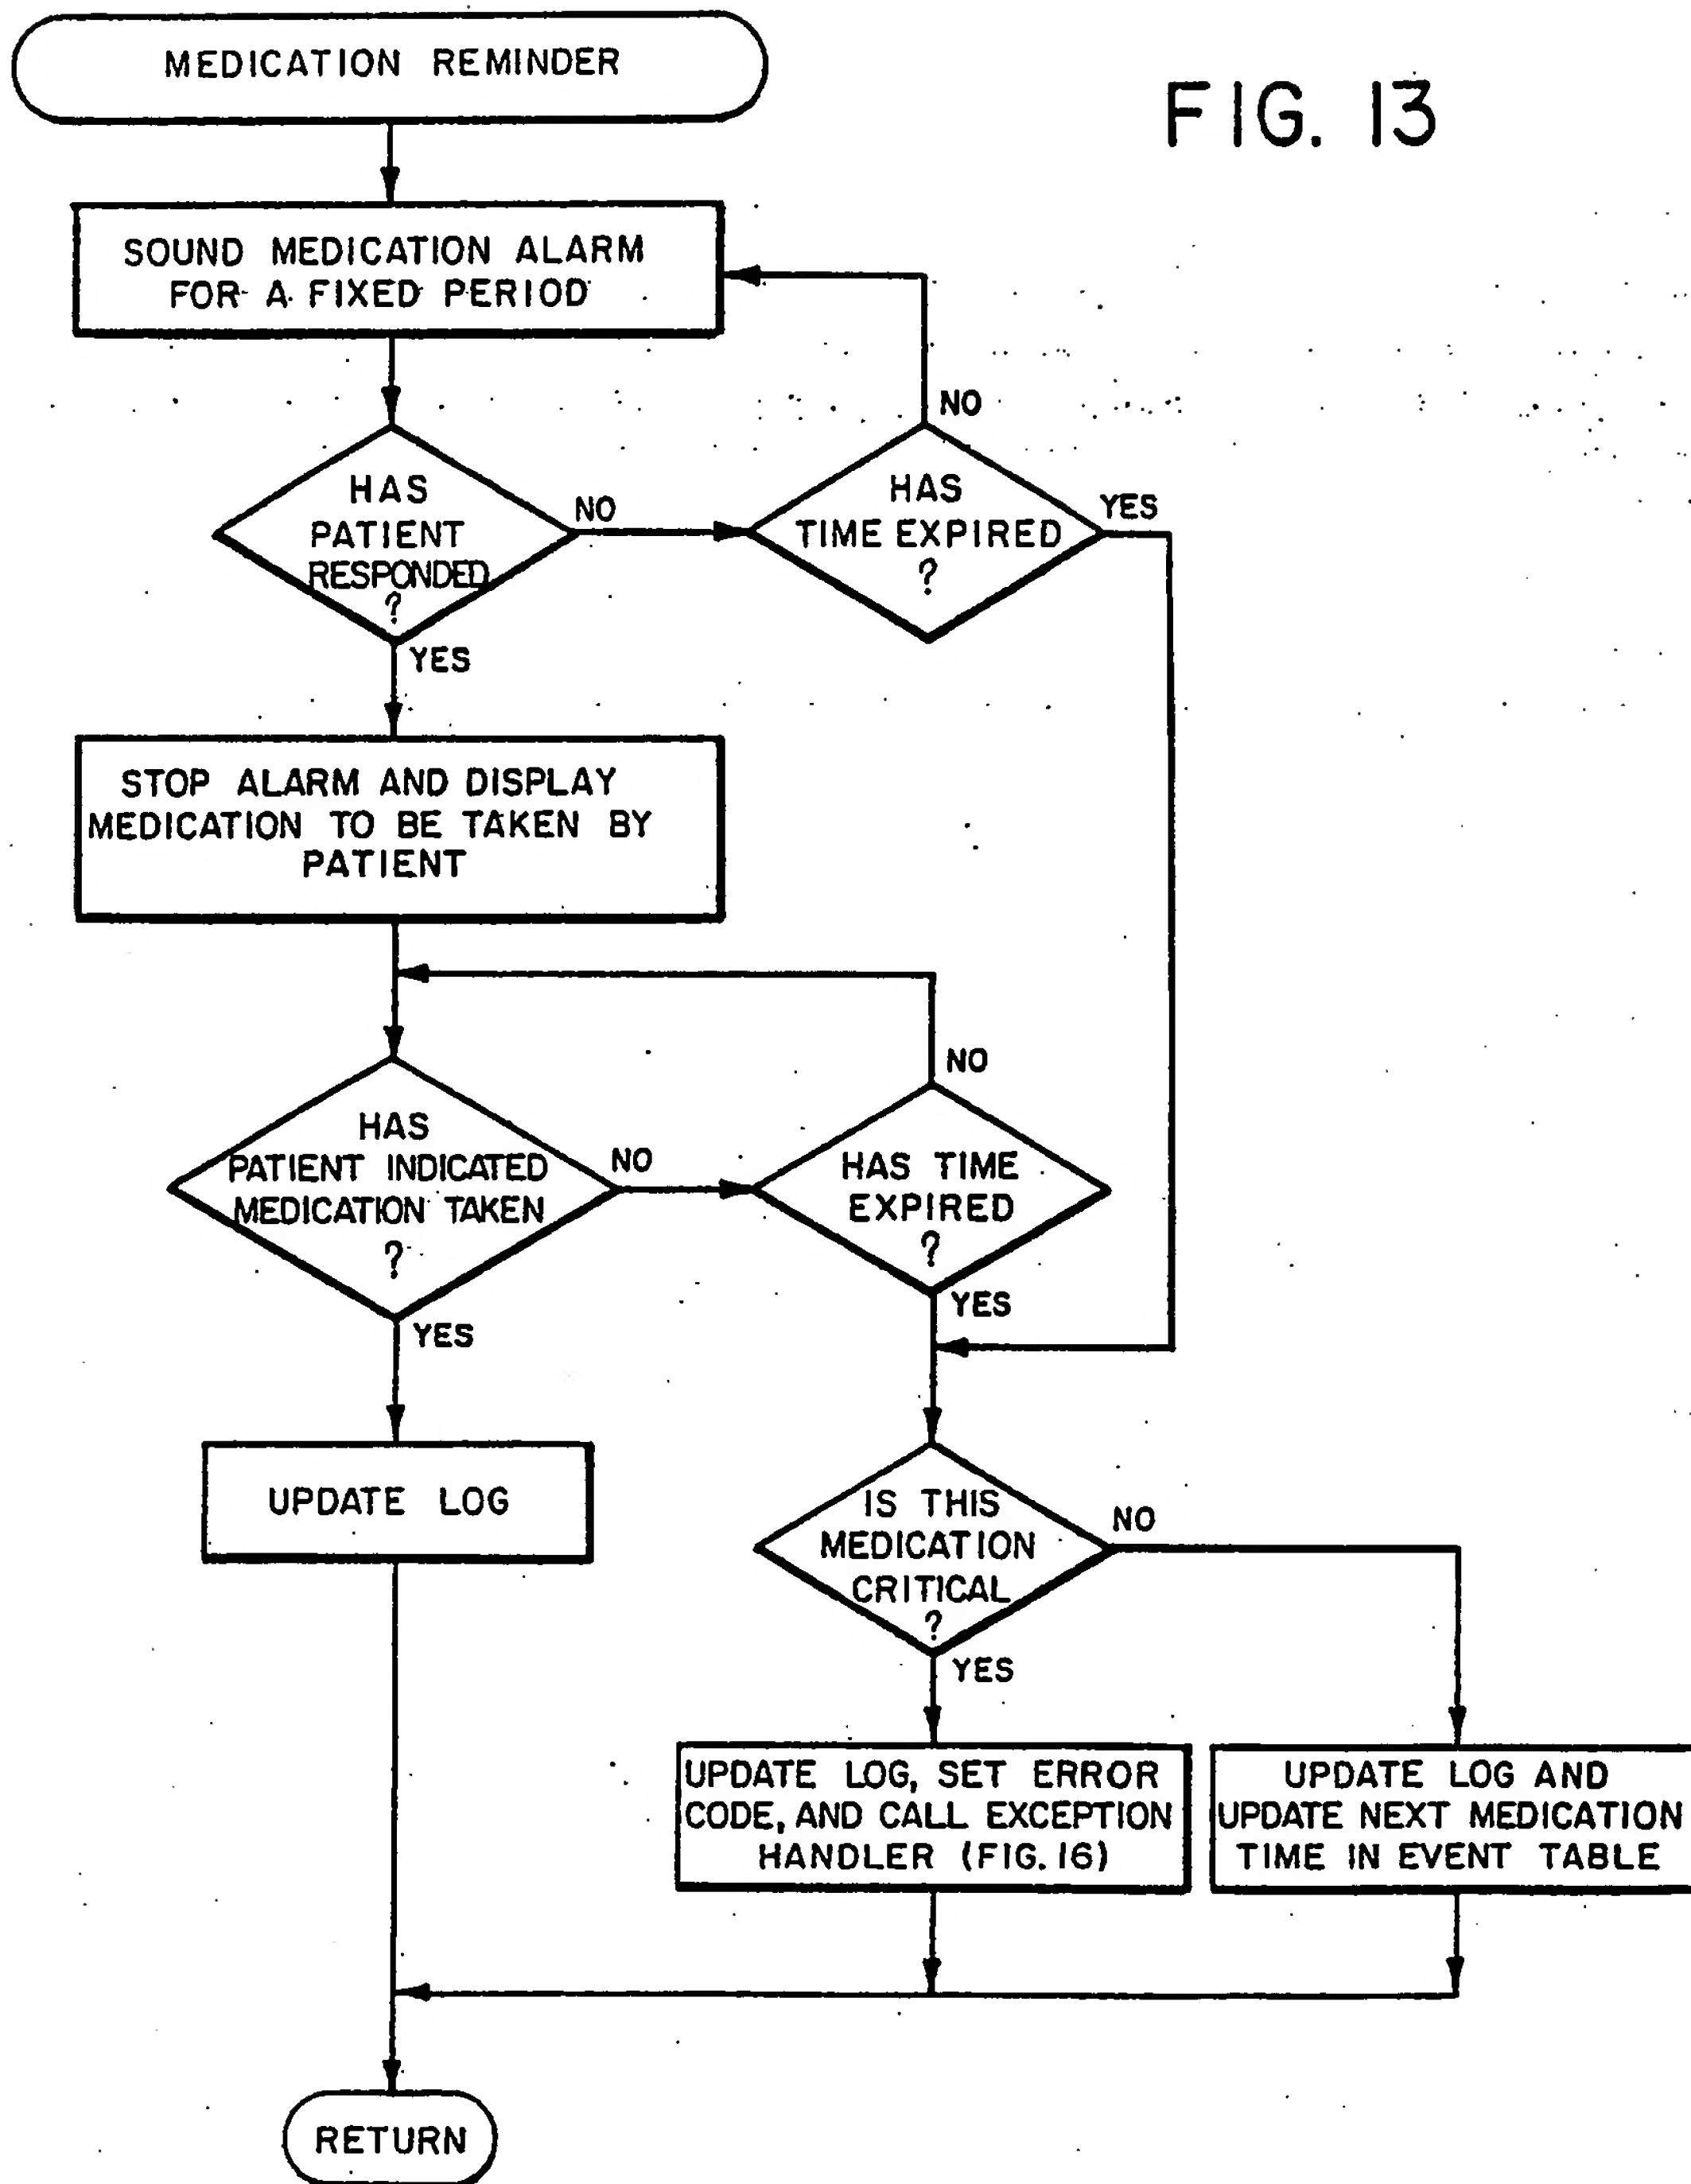 MEDICATION REMINDER
FIG. 13
SOUND MEDICATION ALARM
FOR A FIXED PERIOD
NO
HAS
PATIENT
RESPONDED
?
NO
HAS
TIME EXPIRED
?
YES
YES
STOP ALARM AND DISPLAY
MEDICATION TO BE TAKEN BY
PATIENT
NO
HAS
PATIENT INDICATED
MEDICATION TAKEN
?
NO
HAS TIME
EXPIRED
?
YES
YES
UPDATE LOG
IS THIS
MEDICATION
CRITICAL
?
NO
YES
UPDATE LOG, SET ERROR
CODE, AND CALL EXCEPTION
HANDLER (FIG. 16)
UPDATE LOG AND
UPDATE NEXT MEDICATION
TIME IN EVENT TABLE
RETURN